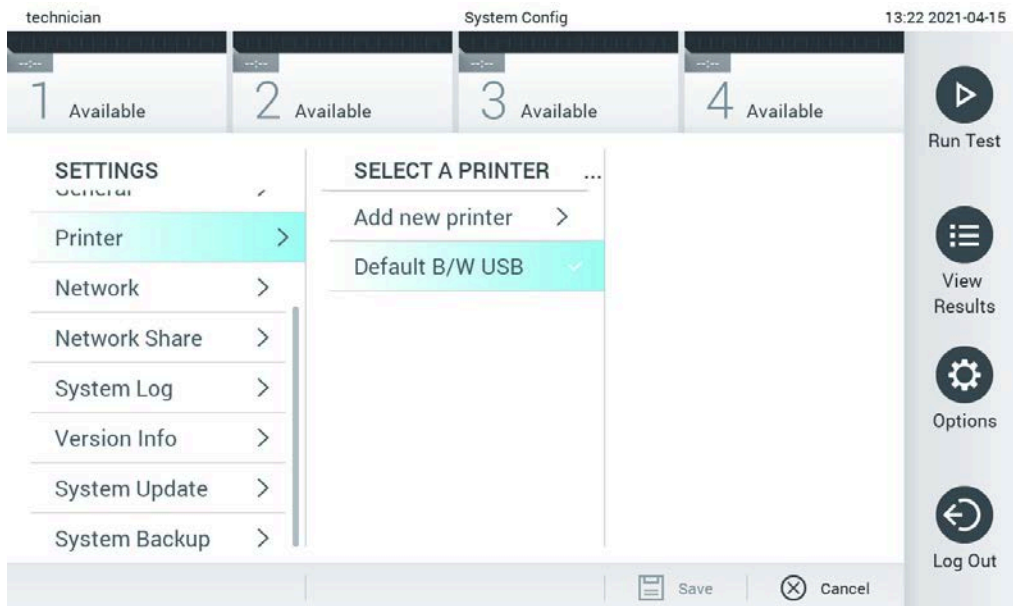 technician System Config 13:22 2021-04-15
--:-- --:-- --:-- --:--
1 Available 2 Available 3 Available 4 Available
Run Test
SETTINGS SELECT A PRINTER ...
General
Add new printer
Printer
Default B/W USB
Network
View
Results
Network Share
System Log
Options
Version Info
System Update
System Backup
Log Out
Save Cancel